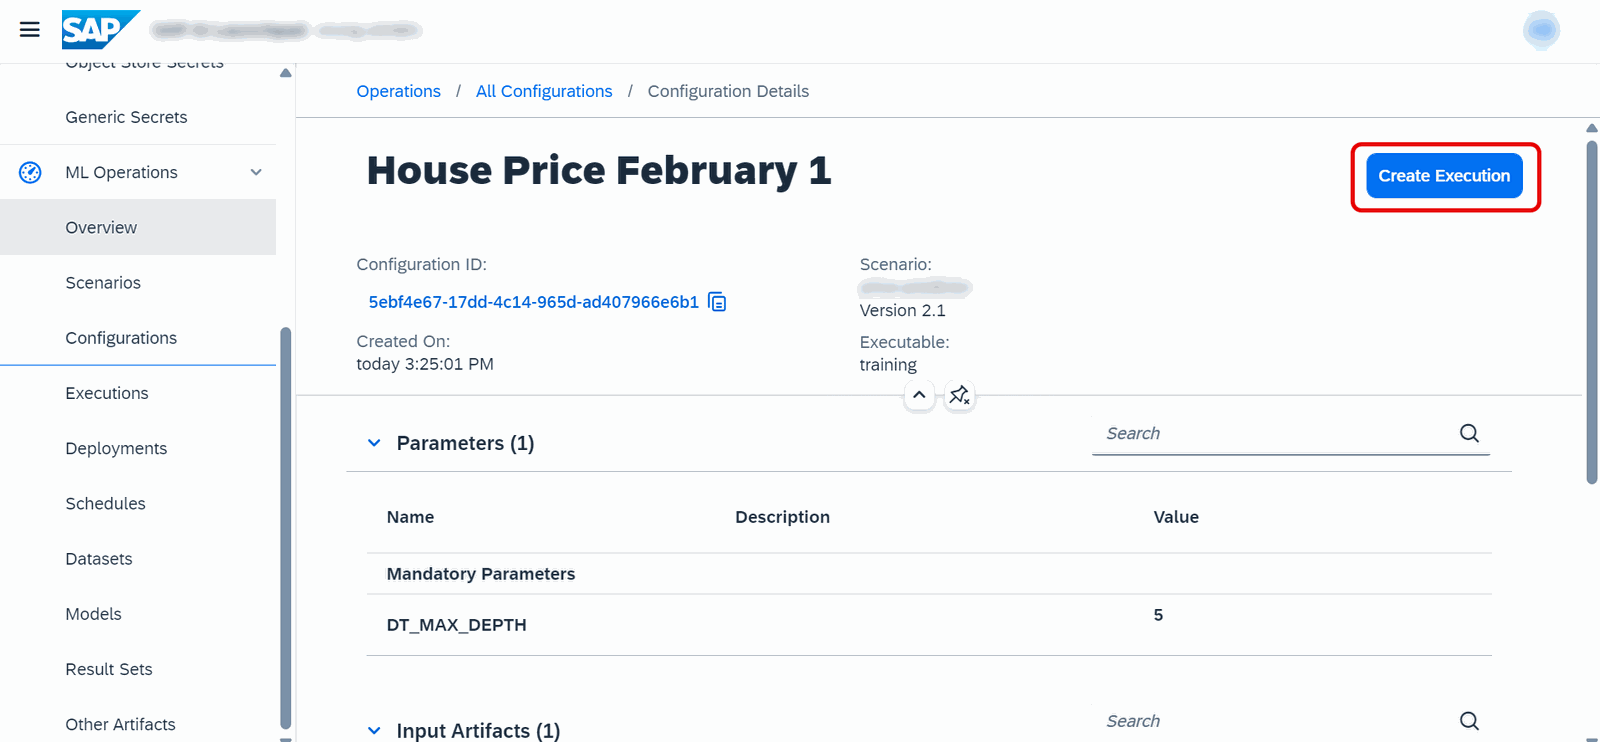 SAP
Object Store Secrets
Generic Secrets
ML Operations
Overview
Scenarios
Configurations
Executions
Deployments
Schedules
Datasets
Models
Result Sets
Other Artifacts
Operations / All Configurations / Configuration Details
House Price February 1
Create Execution
Configuration ID:
5ebf4e67-17dd-4c14-965d-ad407966e6b1
Created On:
today 3:25:01 PM
Scenario:
Version 2.1
Executable:
training
Parameters (1)
Search
Name Description Value
Mandatory Parameters
DT_MAX_DEPTH 5
Input Artifacts (1)
Search